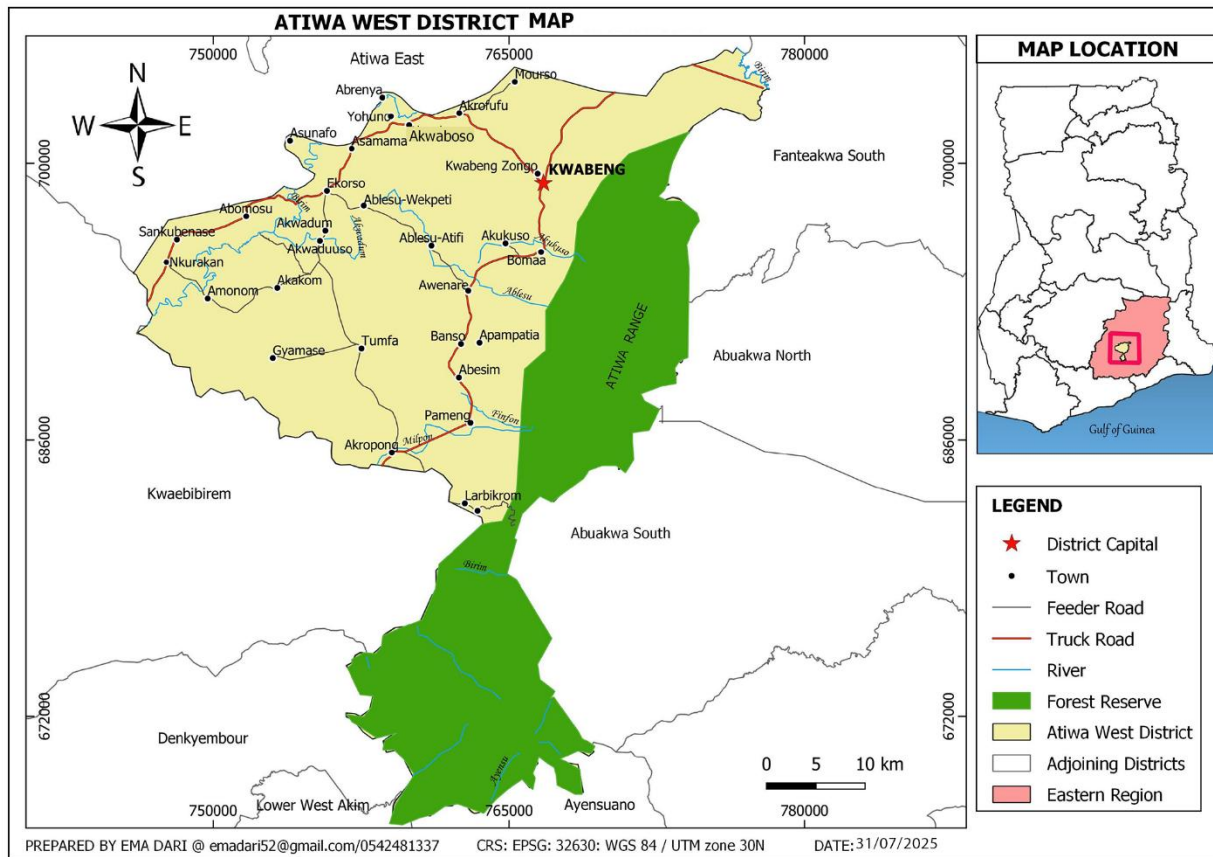 ATIWA WEST DISTRICT MAP
750000
765000
780000
Atiwa East
Mourso
Birim
Abrenya
Yohuno
Akrofufu
Akwaboso
Asunafo
Asamama
N
W
E
S
700000
700000
Kwabeng Zongo
KWABENG
Fanteakwa South
Ekorso
Ablesu-Wekpeti
Birim
Abomosu
Akwadum
Akwadum
Sankubenase
Akwaduuso
Ablesu-Atifi
Akukuso
Akukuso
Bomaa
Nkurakan
Akakom
Awenare
Ablesu
Amonom
ATIWA RANGE
Banso
Apampatia
Tumfa
Gyamase
Abuakwa North
Abesim
Pameng
Finfon
Akropong
Milpon
686000
686000
Kwaebibirem
Larbikrom
Abuakwa South
Birim
672000
672000
Denkyembour
Ayensu
0 5 10 km
Lower West Akim
Ayensuano
750000
765000
780000
PREPARED BY EMA DARI @ emadari52@gmail.com/0542481337
CRS: EPSG: 32630: WGS 84 / UTM zone 30N
DATE: 31/07/2025
MAP LOCATION
Gulf of Guinea
LEGEND
District Capital
Town
Feeder Road
Truck Road
River
Forest Reserve
Atiwa West District
Adjoining Districts
Eastern Region